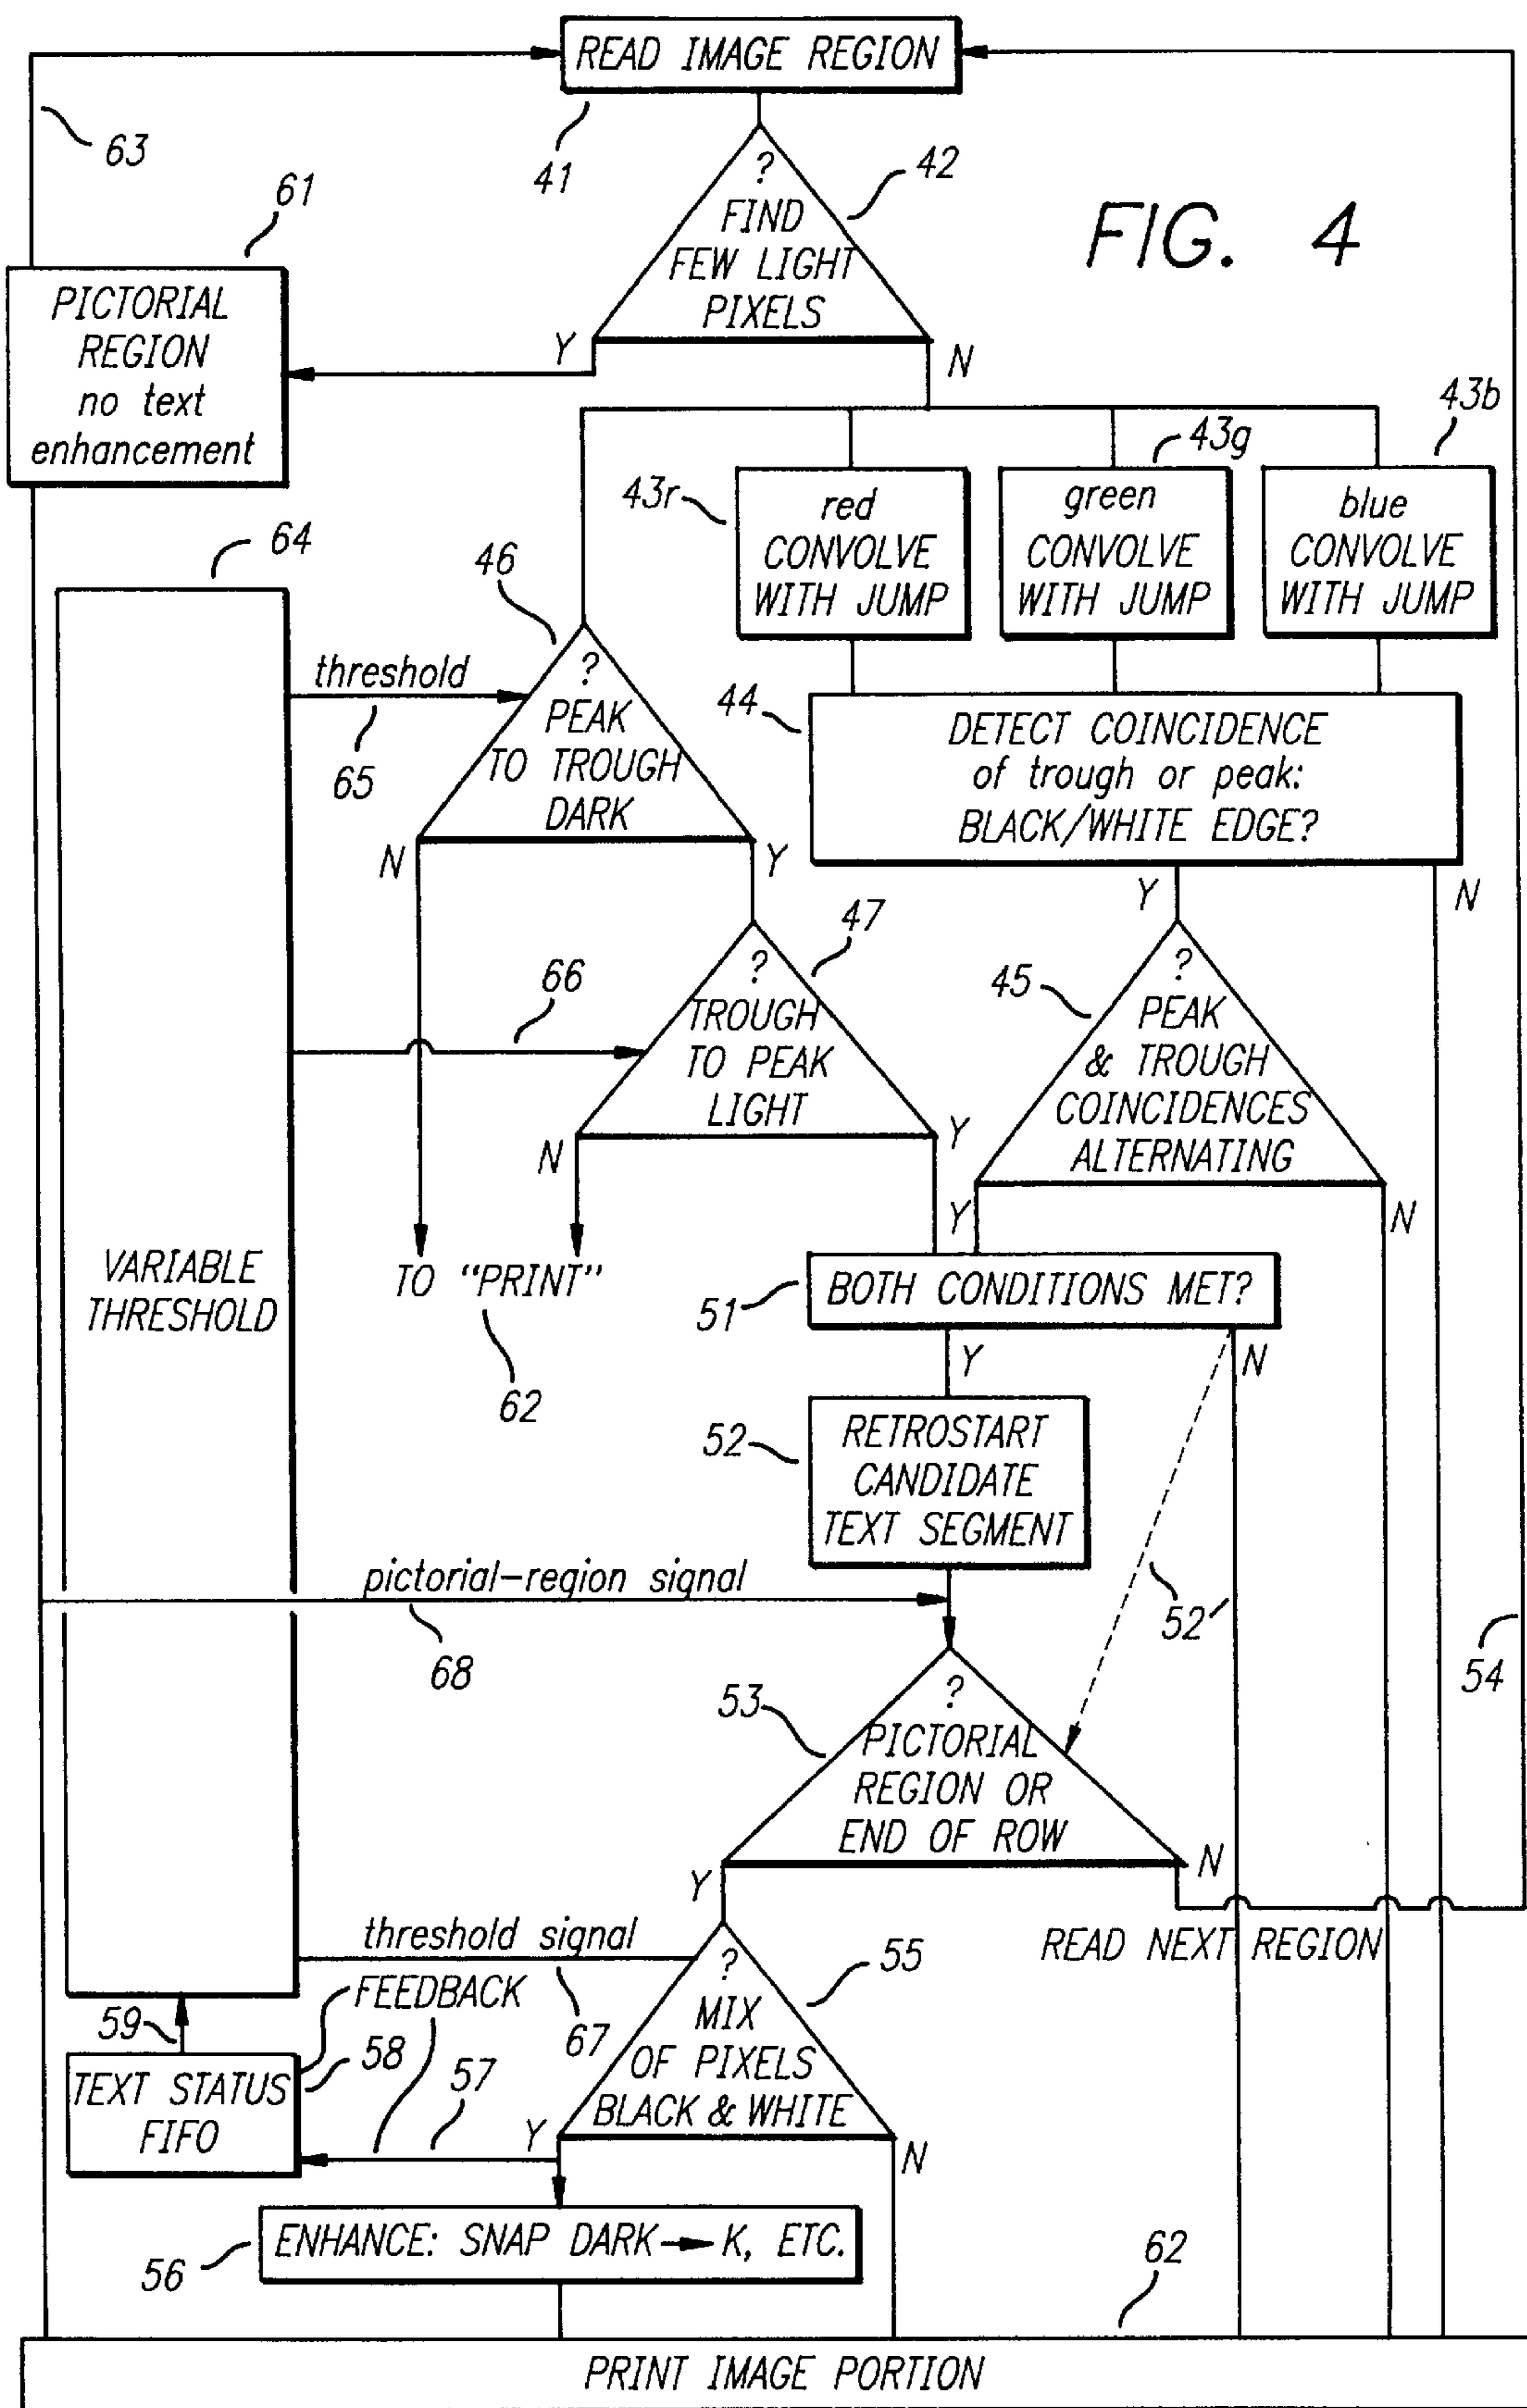 READ IMAGE REGION
63
41
?
FIND
FEW LIGHT
PIXELS
42
FIG. 4
61
PICTORIAL
REGION
no text
enhancement
Y
N
43r
red
CONVOLVE
WITH JUMP
43g
green
CONVOLVE
WITH JUMP
43b
blue
CONVOLVE
WITH JUMP
64
46
threshold
65
?
PEAK
TO TROUGH
DARK
N
Y
44
DETECT COINCIDENCE
of trough or peak:
BLACK/WHITE EDGE?
Y
N
47
66
?
TROUGH
TO PEAK
LIGHT
N
Y
45
?
PEAK
& TROUGH
COINCIDENCES
ALTERNATING
Y
N
VARIABLE
THRESHOLD
TO "PRINT"
62
51
BOTH CONDITIONS MET?
Y
N
52
RETROSTART
CANDIDATE
TEXT SEGMENT
pictorial-region signal
68
52'
54
53
?
PICTORIAL
REGION OR
END OF ROW
Y
N
READ NEXT REGION
threshold signal
67
FEEDBACK
55
?
MIX
OF PIXELS
BLACK & WHITE
Y
N
59
58
TEXT STATUS
FIFO
57
ENHANCE: SNAP DARK→K, ETC.
56
62
PRINT IMAGE PORTION